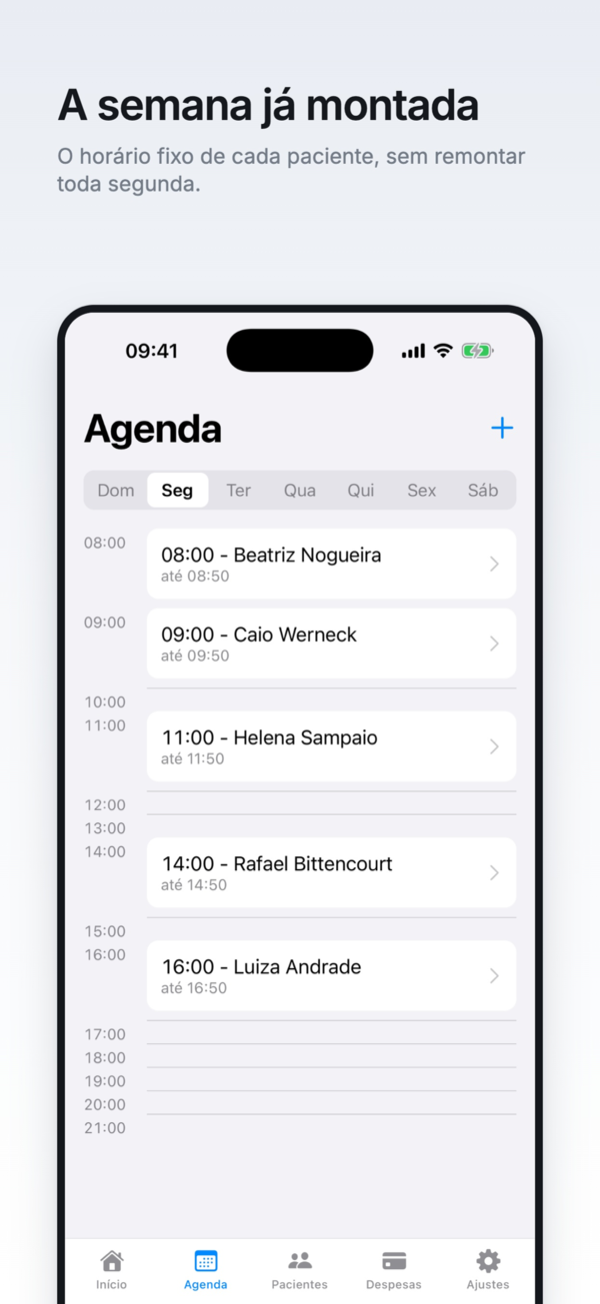 A semana já montada
O horário fixo de cada paciente, sem remontar
toda segunda.
09:41
Agenda
Dom Seg Ter Qua Qui Sex Sáb
08:00
08:00 - Beatriz Nogueira
até 08:50
09:00
09:00 - Caio Werneck
até 09:50
10:00
11:00
11:00 - Helena Sampaio
até 11:50
12:00
13:00
14:00
14:00 - Rafael Bittencourt
até 14:50
15:00
16:00
16:00 - Luiza Andrade
até 16:50
17:00
18:00
19:00
20:00
21:00
Início Agenda Pacientes Despesas Ajustes